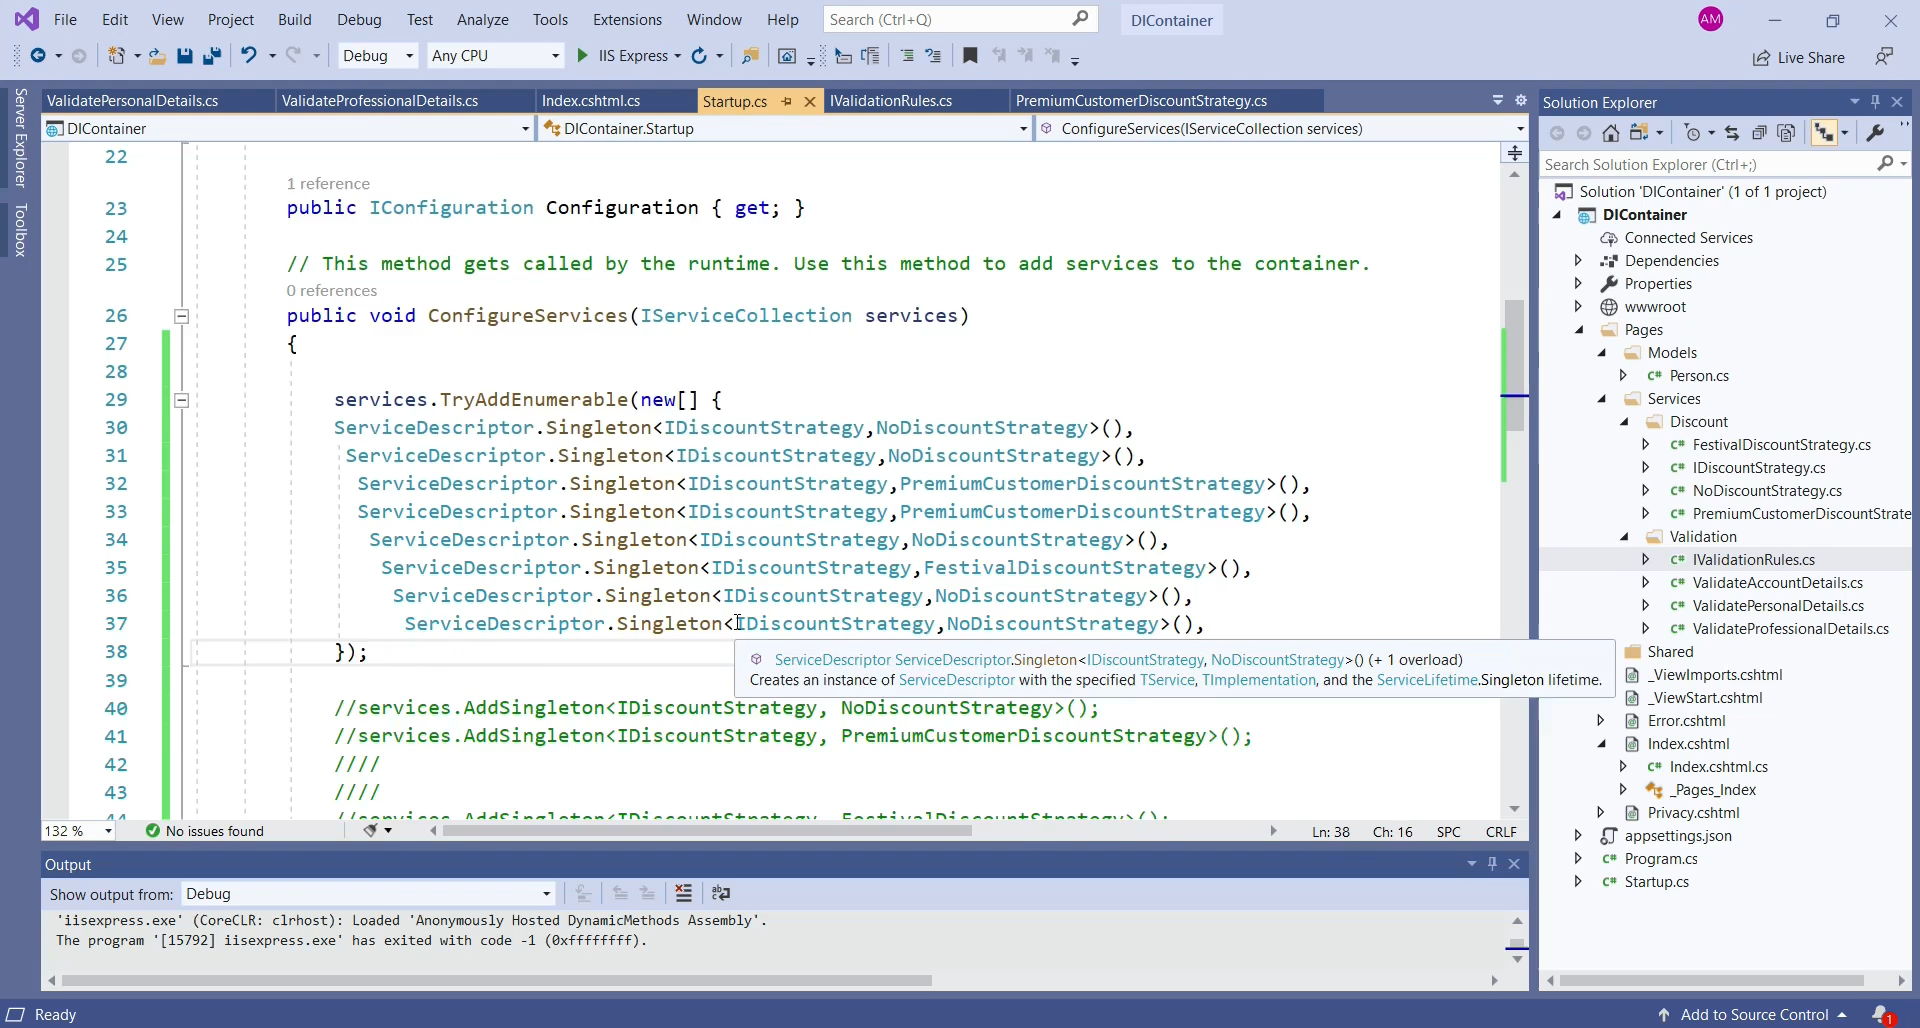 File Edit View Project Build Debug Test Analyze Tools Extensions Window Help Search (Ctrl+Q) DIContainer AM
Debug Any CPU IIS Express Live Share
Server Explorer
Toolbox
ValidatePersonalDetails.cs ValidateProfessionalDetails.cs Index.cshtml.cs Startup.cs IValidationRules.cs PremiumCustomerDiscountStrategy.cs
DIContainer DIContainer.Startup ConfigureServices(IServiceCollection services)
22
1 reference
23 public IConfiguration Configuration { get; }
24
25 // This method gets called by the runtime. Use this method to add services to the container.
0 references
26 public void ConfigureServices(IServiceCollection services)
27 {
28
29 services.TryAddEnumerable(new[] {
30 ServiceDescriptor.Singleton<IDiscountStrategy,NoDiscountStrategy>(),
31 ServiceDescriptor.Singleton<IDiscountStrategy,NoDiscountStrategy>(),
32 ServiceDescriptor.Singleton<IDiscountStrategy,PremiumCustomerDiscountStrategy>(),
33 ServiceDescriptor.Singleton<IDiscountStrategy,PremiumCustomerDiscountStrategy>(),
34 ServiceDescriptor.Singleton<IDiscountStrategy,NoDiscountStrategy>(),
35 ServiceDescriptor.Singleton<IDiscountStrategy,FestivalDiscountStrategy>(),
36 ServiceDescriptor.Singleton<IDiscountStrategy,NoDiscountStrategy>(),
37 ServiceDescriptor.Singleton<IDiscountStrategy,NoDiscountStrategy>(),
38 });
ServiceDescriptor ServiceDescriptor.Singleton<IDiscountStrategy, NoDiscountStrategy>() (+ 1 overload)
Creates an instance of ServiceDescriptor with the specified TService, TImplementation, and the ServiceLifetime.Singleton lifetime.
39
40 //services.AddSingleton<IDiscountStrategy, NoDiscountStrategy>();
41 //services.AddSingleton<IDiscountStrategy, PremiumCustomerDiscountStrategy>();
42 ////
43 ////
44 //services.AddSingleton<IDiscountStrategy, FestivalDiscountStrategy>();
132 % No issues found Ln: 38 Ch: 16 SPC CRLF
Output
Show output from: Debug
'iisexpress.exe' (CoreCLR: clrhost): Loaded 'Anonymously Hosted DynamicMethods Assembly'.
The program '[15792] iisexpress.exe' has exited with code -1 (0xffffffff).
Solution Explorer
Search Solution Explorer (Ctrl+;)
Solution 'DIContainer' (1 of 1 project)
DIContainer
Connected Services
Dependencies
Properties
wwwroot
Pages
Models
C# Person.cs
Services
Discount
C# FestivalDiscountStrategy.cs
C# IDiscountStrategy.cs
C# NoDiscountStrategy.cs
C# PremiumCustomerDiscountStrate
Validation
C# IValidationRules.cs
C# ValidateAccountDetails.cs
C# ValidatePersonalDetails.cs
C# ValidateProfessionalDetails.cs
Shared
_ViewImports.cshtml
_ViewStart.cshtml
Error.cshtml
Index.cshtml
C# Index.cshtml.cs
_Pages_Index
Privacy.cshtml
appsettings.json
C# Program.cs
C# Startup.cs
Ready Add to Source Control 1